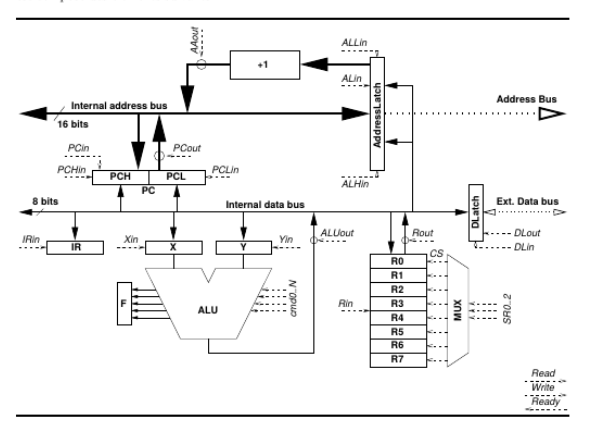 AAout
ALLin
+1
ALin
AddressLatch
Internal address bus
Address Bus
16 bits
PCin
PCout
PCHin
PCH
PCL
PCLin
PC
ALHin
8 bits
Internal data bus
DLatch
Ext. Data bus
IRin
IR
Xin
X
Y
Yin
ALUout
Rout
DLout
DLin
CS
R0
R1
R2
Rin
R3
R4
R5
R6
R7
MUX
SR0..2
F
ALU
cmd0..N
Read
Write
Ready